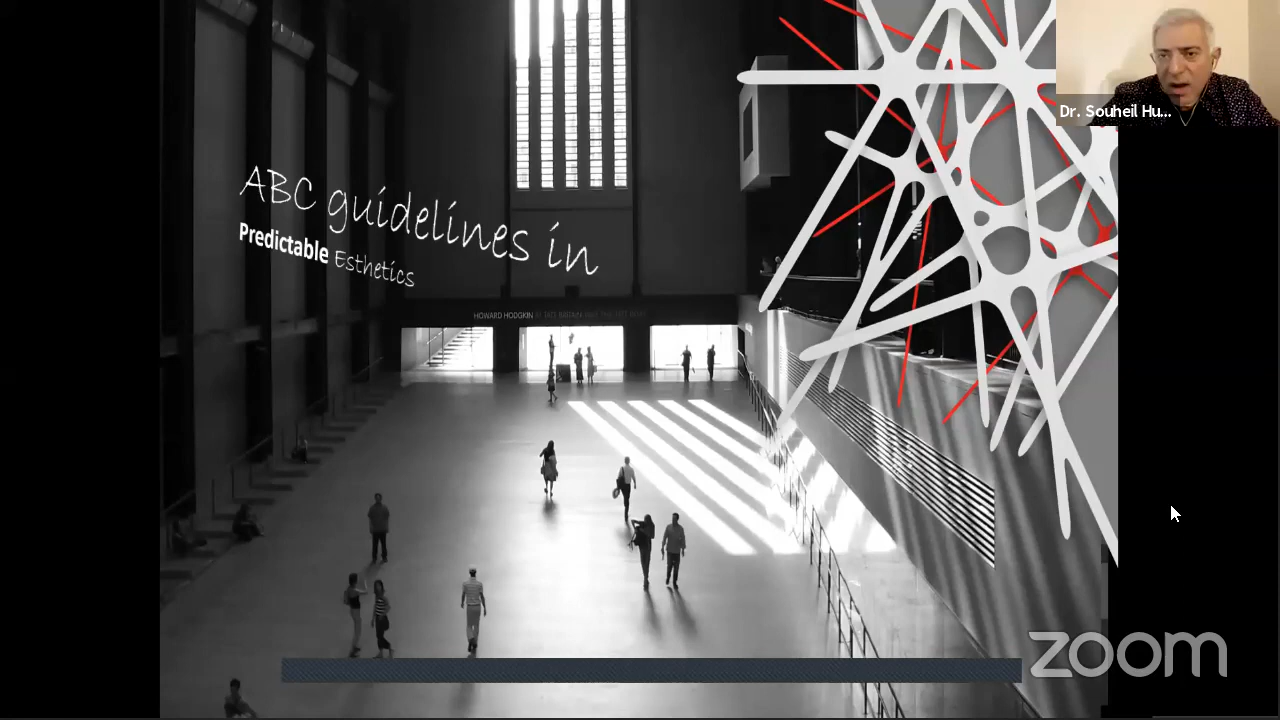 ABC guidelines in
Predictable Esthetics
HOWARD HODGKIN
Dr. Souheil Hu...
zoom